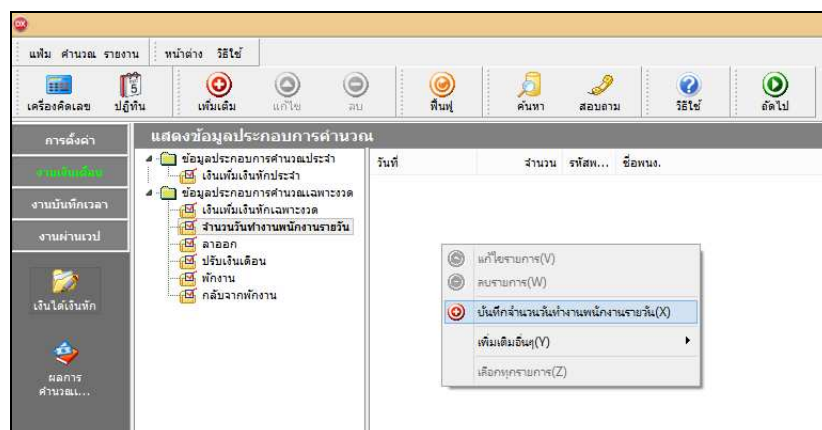 แฟ้ม คำนวณ รายงาน หน้าต่าง วิธีใช้
เครื่องคิดเลข ปฏิทิน เพิ่มเติม แก้ไข ลบ ฟื้นฟู ค้นหา สอบถาม วิธีใช้ ถัดไป
การตั้งค่า
งานเงินเดือน
งานบันทึกเวลา
งานผ่านเวป
เงินได้เงินหัก
ผลการ
คำนวณเ...
แสดงข้อมูลประกอบการคำนวณ
ข้อมูลประกอบการคำนวณประจำ
เงินเพิ่มเงินหักประจำ
ข้อมูลประกอบการคำนวณเฉพาะงวด
เงินเพิ่มเงินหักเฉพาะงวด
จำนวนวันทำงานพนักงานรายวัน
ลาออก
ปรับเงินเดือน
พักงาน
กลับจากพักงาน
วันที่ จำนวน รหัสพ... ชื่อพนง.
แก้ไขรายการ(V)
ลบรายการ(W)
บันทึกจำนวนวันทำงานพนักงานรายวัน(X)
เพิ่มเติมอื่นๆ(Y)
เลือกทุกรายการ(Z)